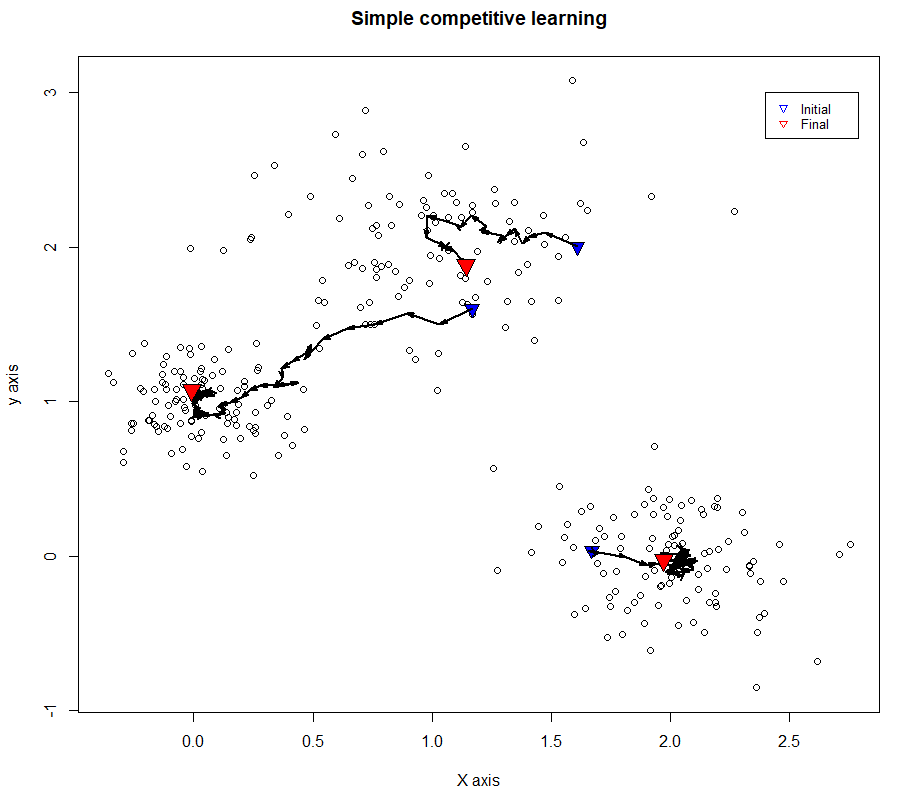 Simple competitive learning
Initial
Final
3
2
1
0
-1
y axis
0.0 0.5 1.0 1.5 2.0 2.5
X axis